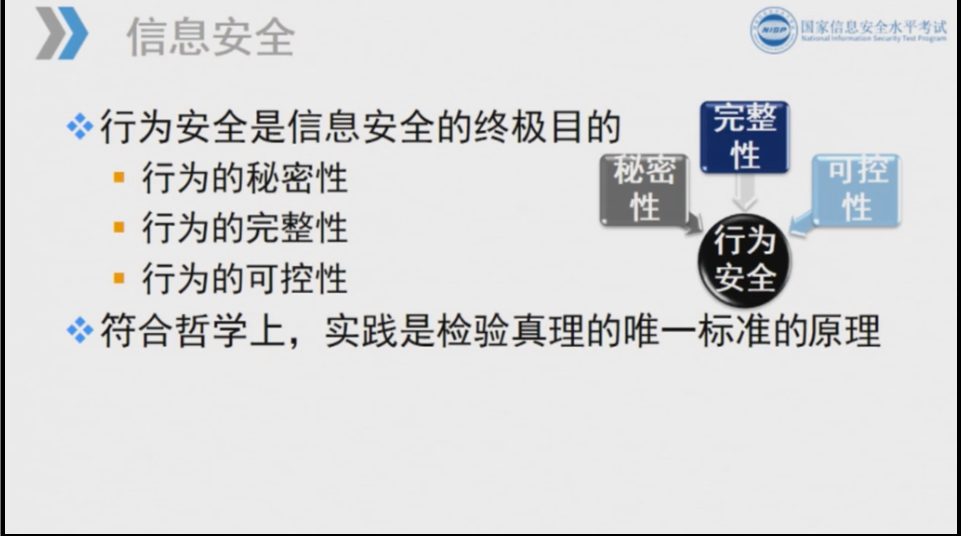 信息安全
NISP
国家信息安全水平考试
National Information Security Test Program
行为安全是信息安全的终极目的
行为的秘密性
行为的完整性
行为的可控性
符合哲学上，实践是检验真理的唯一标准的原理
完整
性
秘密
性
可控
性
行为
安全